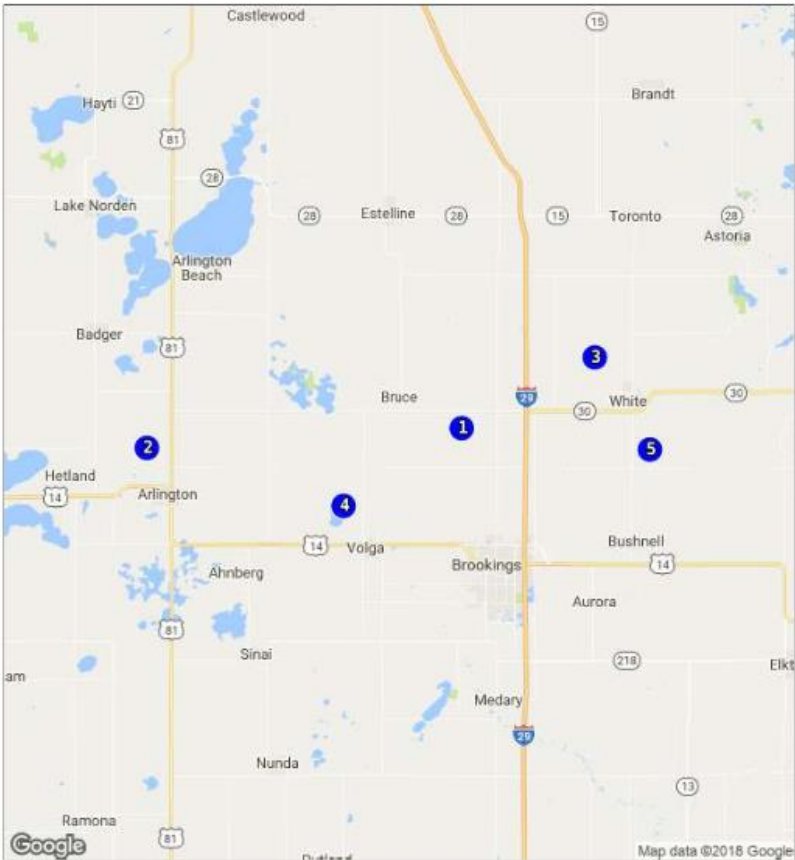 Castlewood
15
Hayti 21
Brandt
81
28
Lake Norden
28
Estelline
28
15
Toronto
28
Astoria
Arlington
Beach
Badger
81
3
Bruce
29
White
30
30
1
2
5
Hetland
14
Arlington
4
14
Volga
Bushnell
14
Brookings
Ahnberg
Aurora
81
Sinai
218
am
Elkt
Medary
29
Nunda
13
Ramona
81
Google
Map data ©2018 Google